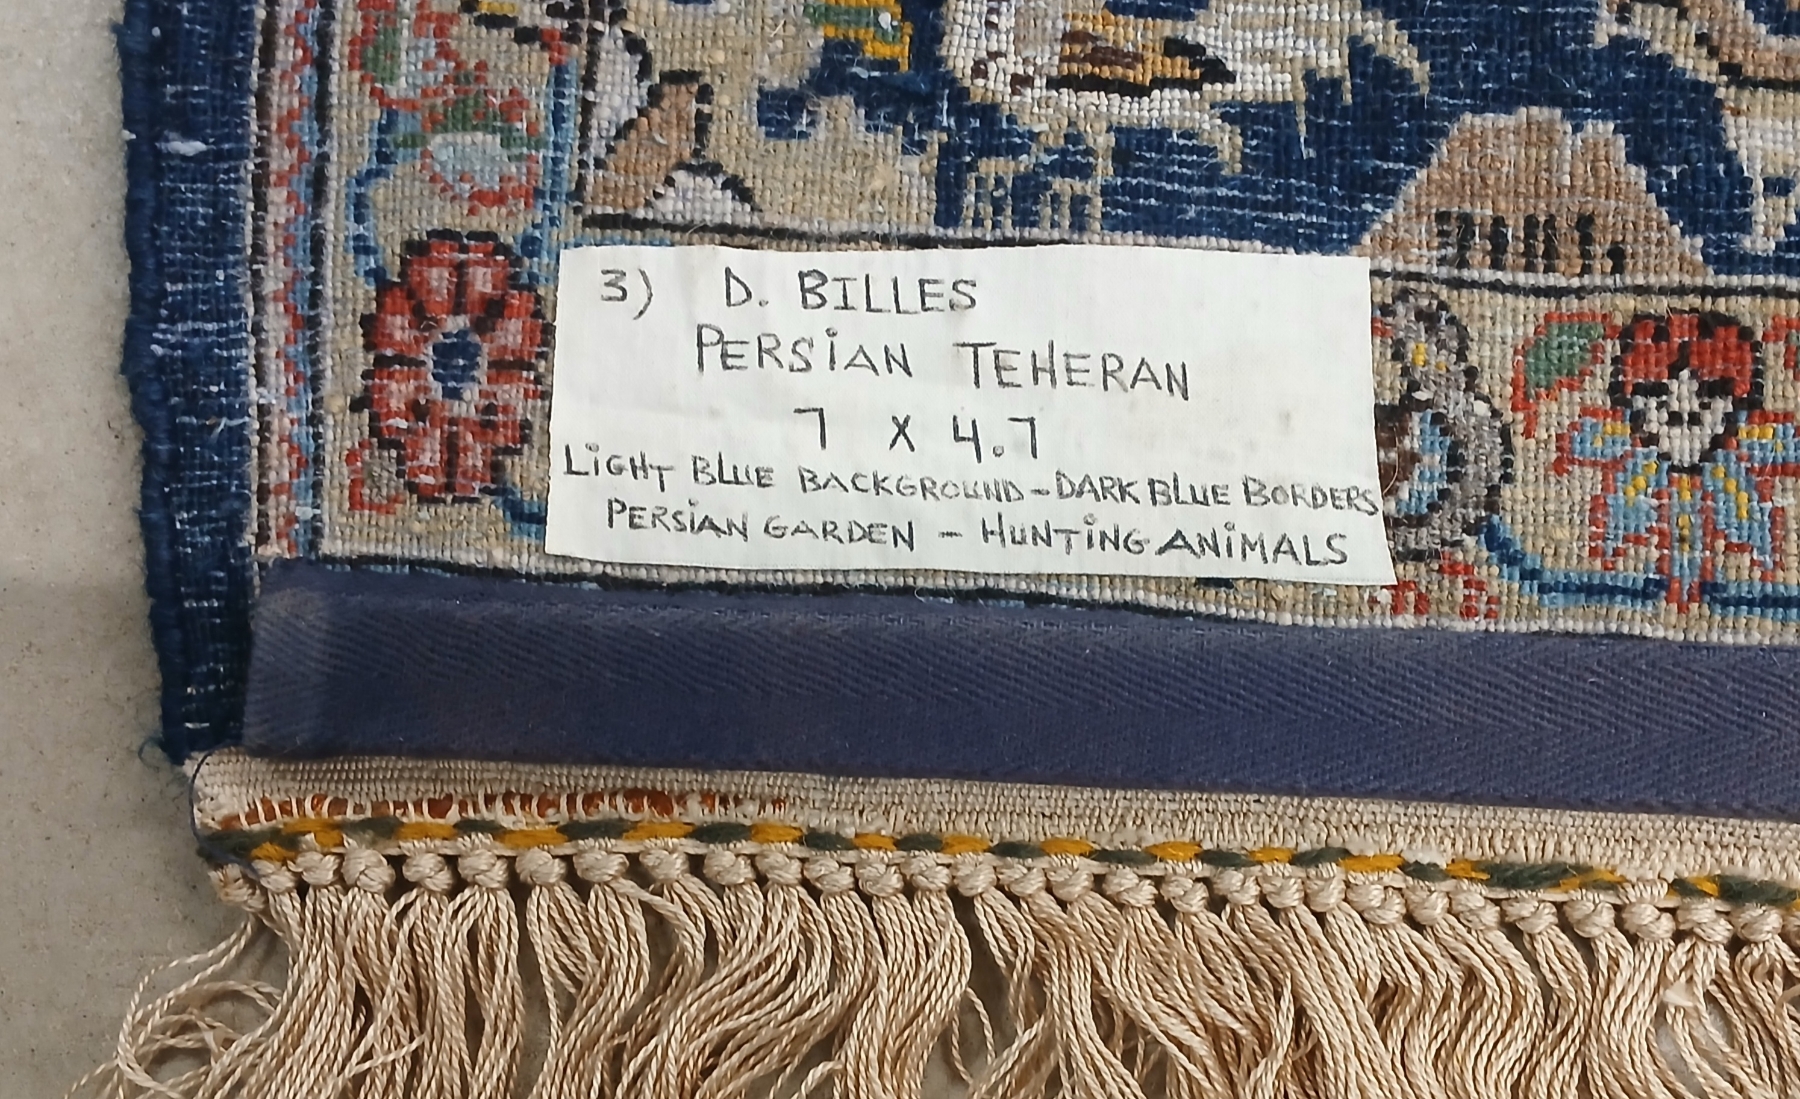 3) D. BILLES
PERSiAN TEHERAN
7 x 4.7
LiGHT BLUE BACKGROUND - DARK BLUE BORDERS
PERSiAN GARDEN - HUNTiNG ANiMALS